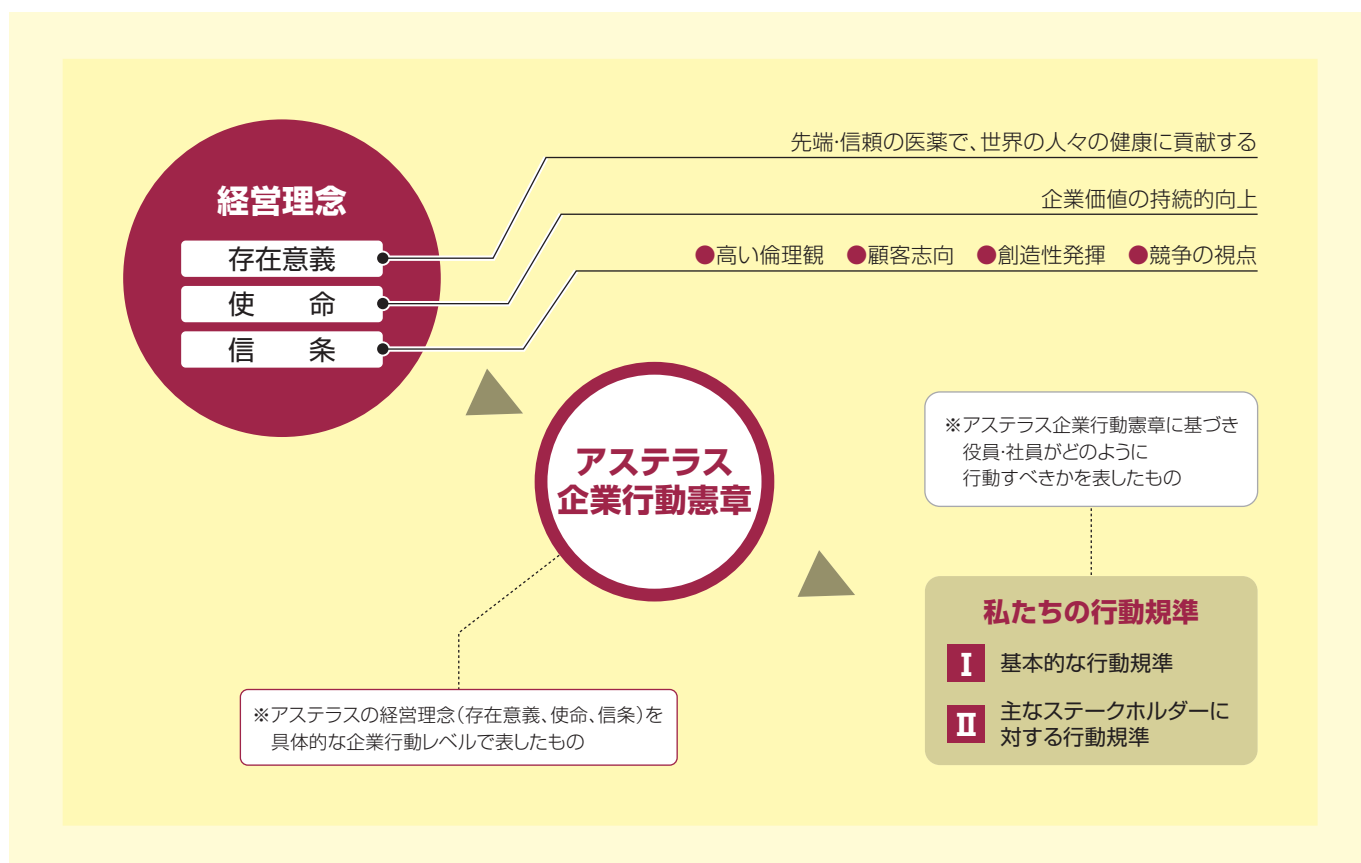 経営理念
存在意義
先端・信頼の医薬で、世界の人々の健康に貢献する
使　命
企業価値の持続的向上
信　条
●高い倫理観　●顧客志向　●創造性発揮　●競争の視点
アステラス
企業行動憲章
※アステラスの経営理念（存在意義、使命、信条）を
具体的な企業行動レベルで表したもの
※アステラス企業行動憲章に基づき
役員・社員がどのように
行動すべきかを表したもの
私たちの行動規準
Ⅰ 基本的な行動規準
Ⅱ 主なステークホルダーに
対する行動規準